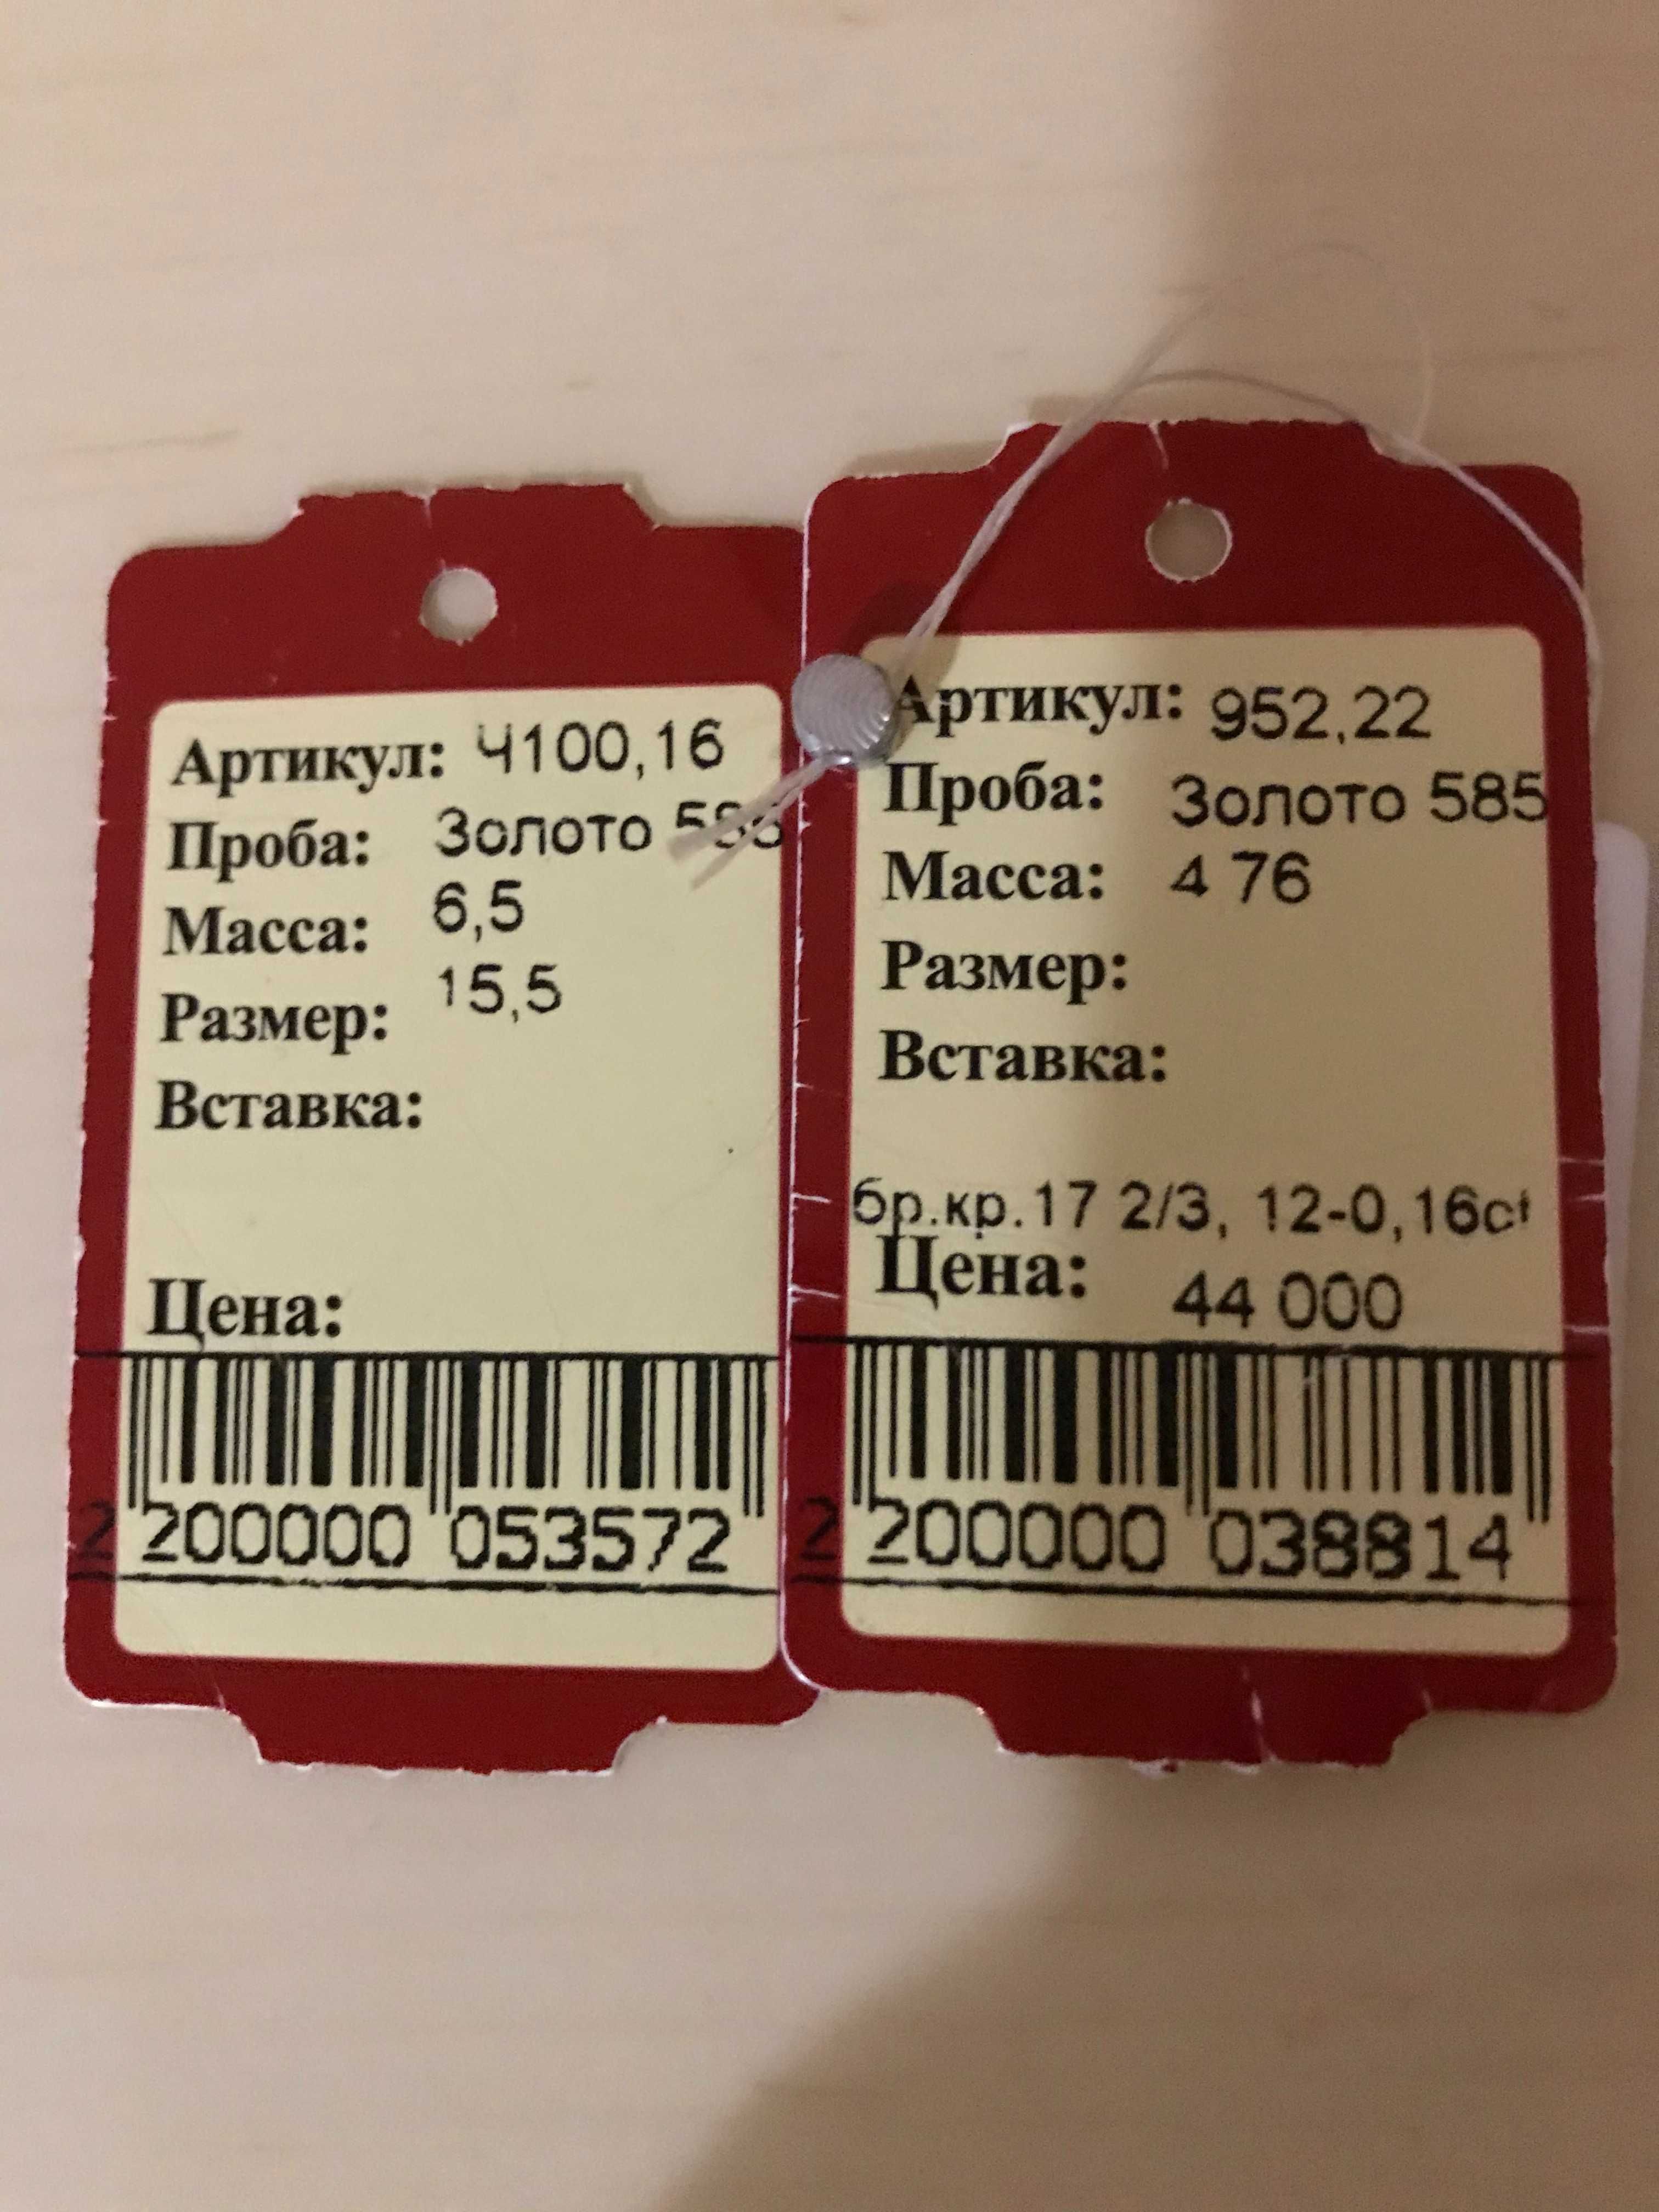 Артикул: Ч100,16
Проба: Золото 585
Масса: 6,5
Размер: 15,5
Вставка:
Цена:
2 200000 053572
Артикул: 952,22
Проба: Золото 585
Масса: 4 76
Размер:
Вставка:
бр.кр.17 2/3, 12-0,16ct
Цена: 44 000
2 200000 038814